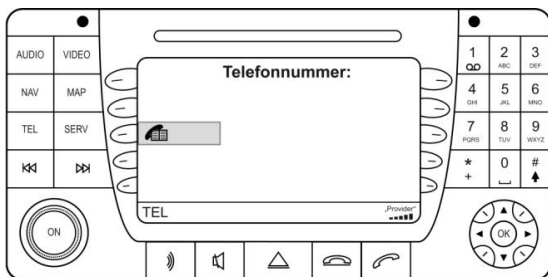 AUDIO VIDEO
NAV MAP
TEL SERV
ON
Telefonnummer:
TEL
„Provider“
1 2 ABC 3 DEF
4 GHI 5 JKL 6 MNO
7 PQRS 8 TUV 9 WXYZ
* + 0 #
OK